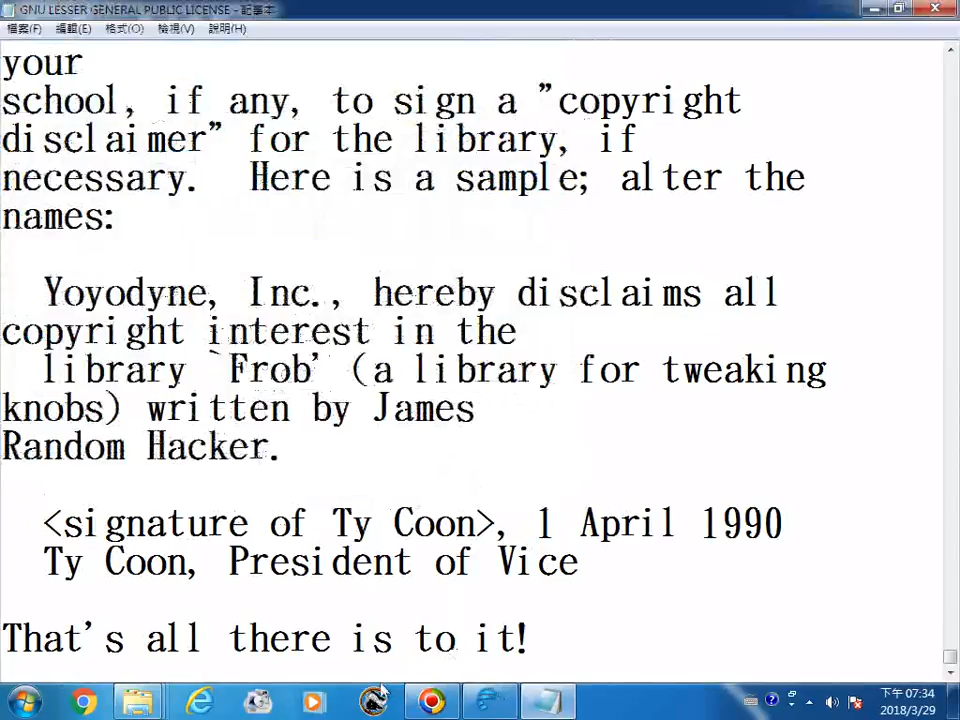 GNU LESSER GENERAL PUBLIC LICENSE - 記事本
檔案(F) 編輯(E) 格式(O) 檢視(V) 說明(H)
your
school, if any, to sign a "copyright
disclaimer" for the library, if
necessary.  Here is a sample; alter the
names:
Yoyodyne, Inc., hereby disclaims all
copyright interest in the
library `Frob' (a library for tweaking
knobs) written by James
Random Hacker.
<signature of Ty Coon>, 1 April 1990
Ty Coon, President of Vice
That's all there is to it!
下午 07:34
2018/3/29